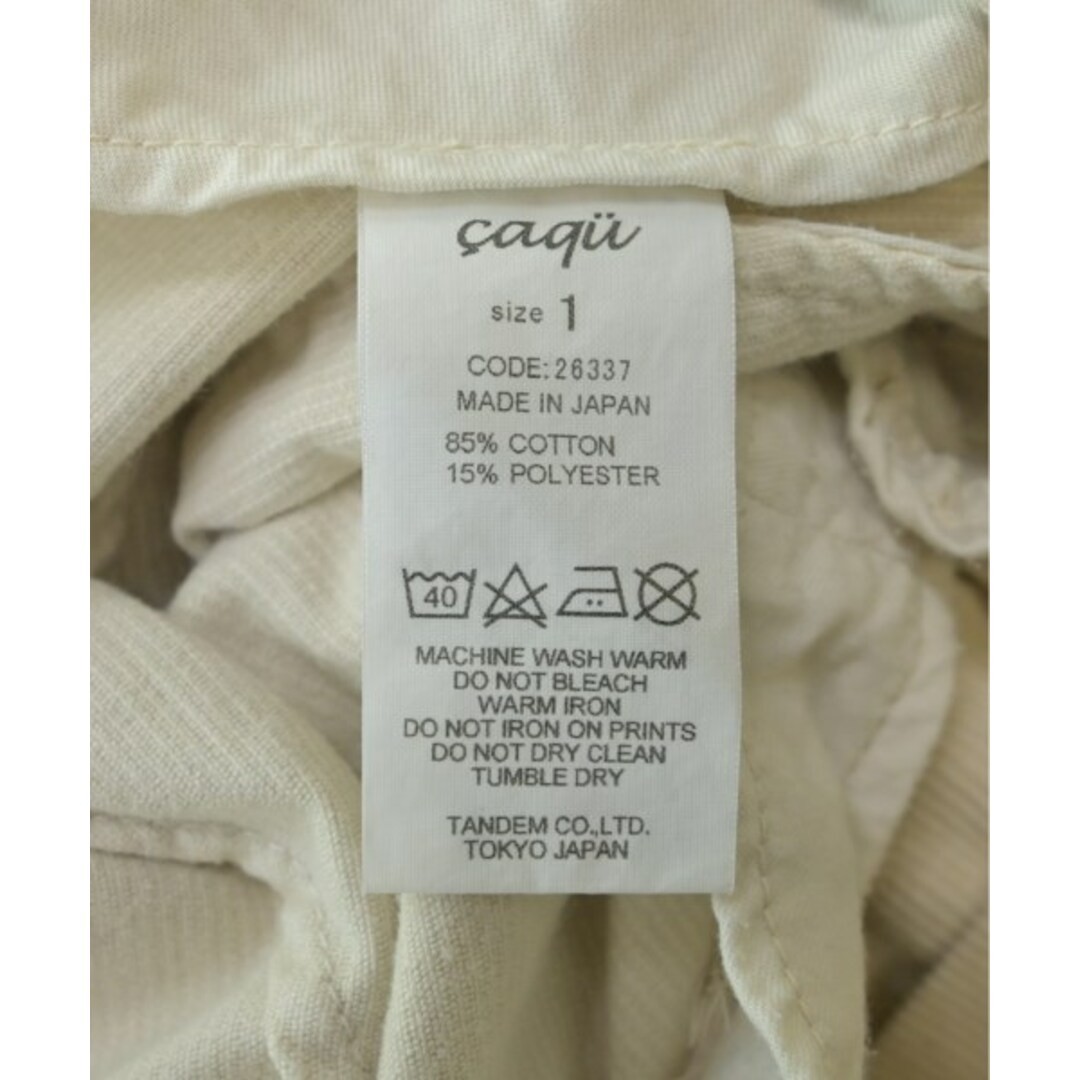 çaqü
size 1
CODE:26337
MADE IN JAPAN
85% COTTON
15% POLYESTER
40
MACHINE WASH WARM
DO NOT BLEACH
WARM IRON
DO NOT IRON ON PRINTS
DO NOT DRY CLEAN
TUMBLE DRY
TANDEM CO.,LTD.
TOKYO JAPAN